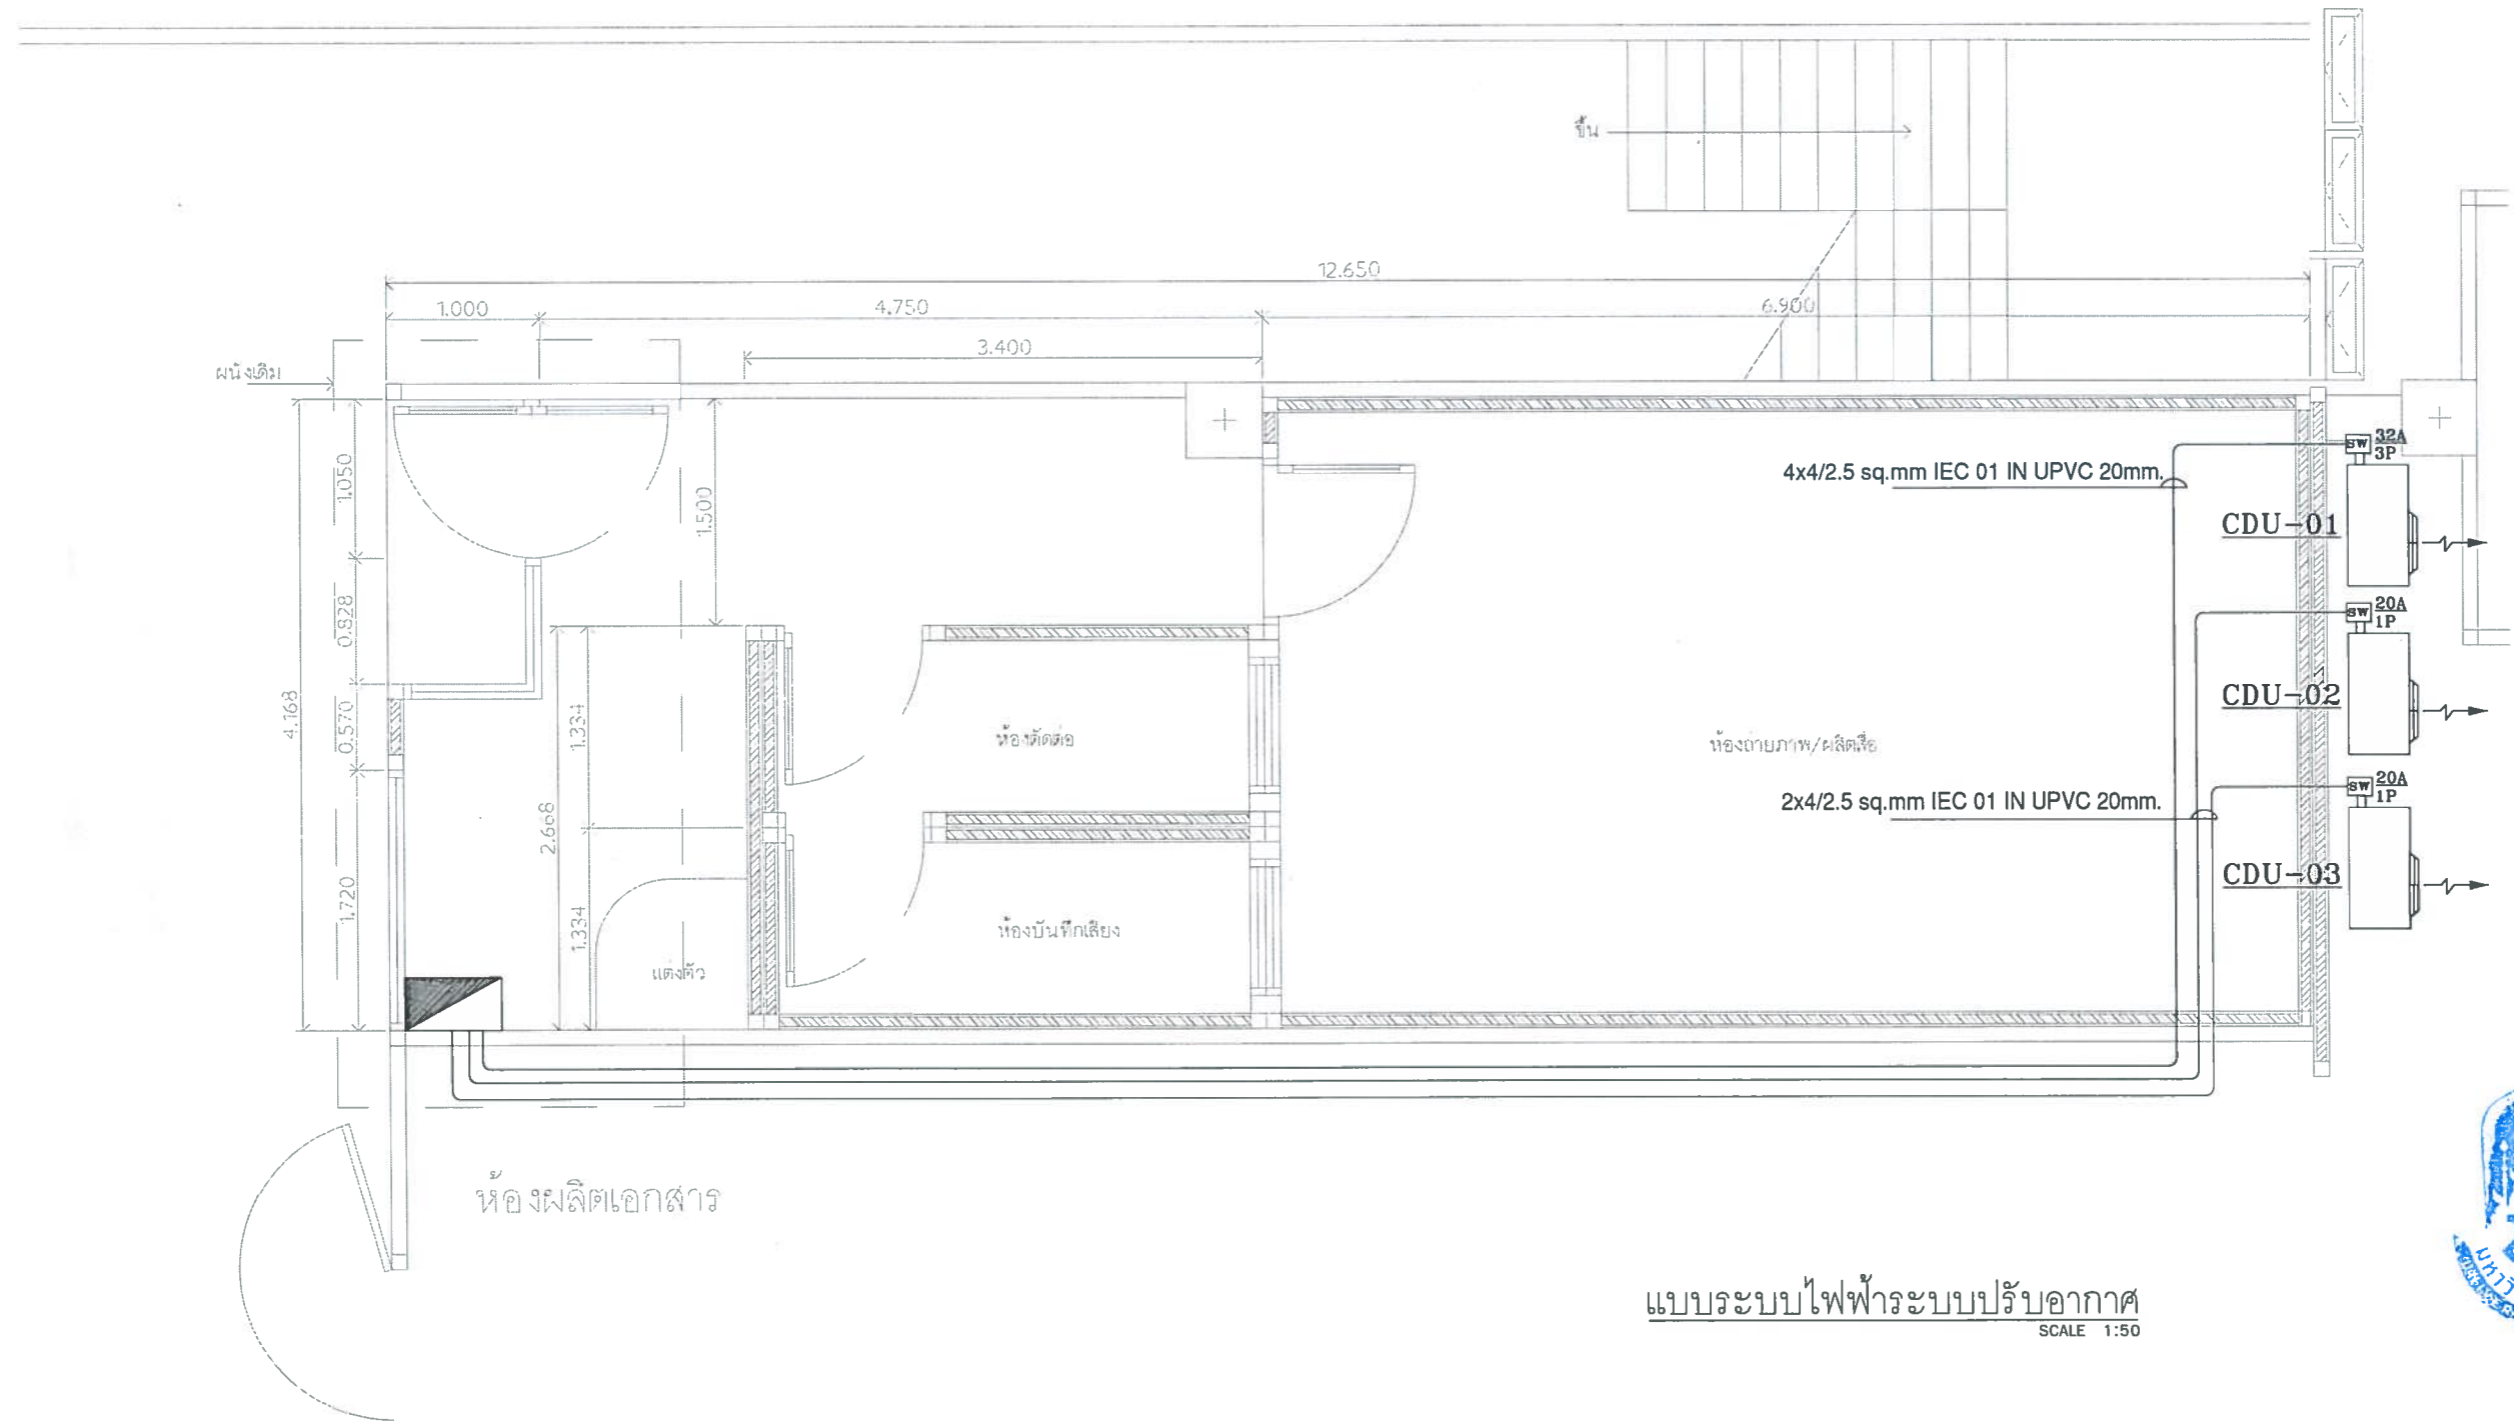 ขึ้น
12.650
1.000
4.750
6.900
3.400
ผนังเดิม
SW 32A
3P
4x4/2.5 sq.mm IEC 01 IN UPVC 20mm.
1.050
1.500
CDU-01
0.828
SW 20A
1P
4.168
0.570
1.334
CDU-02
ห้องตัดต่อ
ห้องถ่ายภาพ/ผลิตสื่อ
SW 20A
1P
2x4/2.5 sq.mm IEC 01 IN UPVC 20mm.
2.668
1.720
1.334
CDU-03
ห้องบันทึกเสียง
แต่งตัว
ห้องผลิตเอกสาร
แบบระบบไฟฟ้าระบบปรับอากาศ
SCALE 1:50